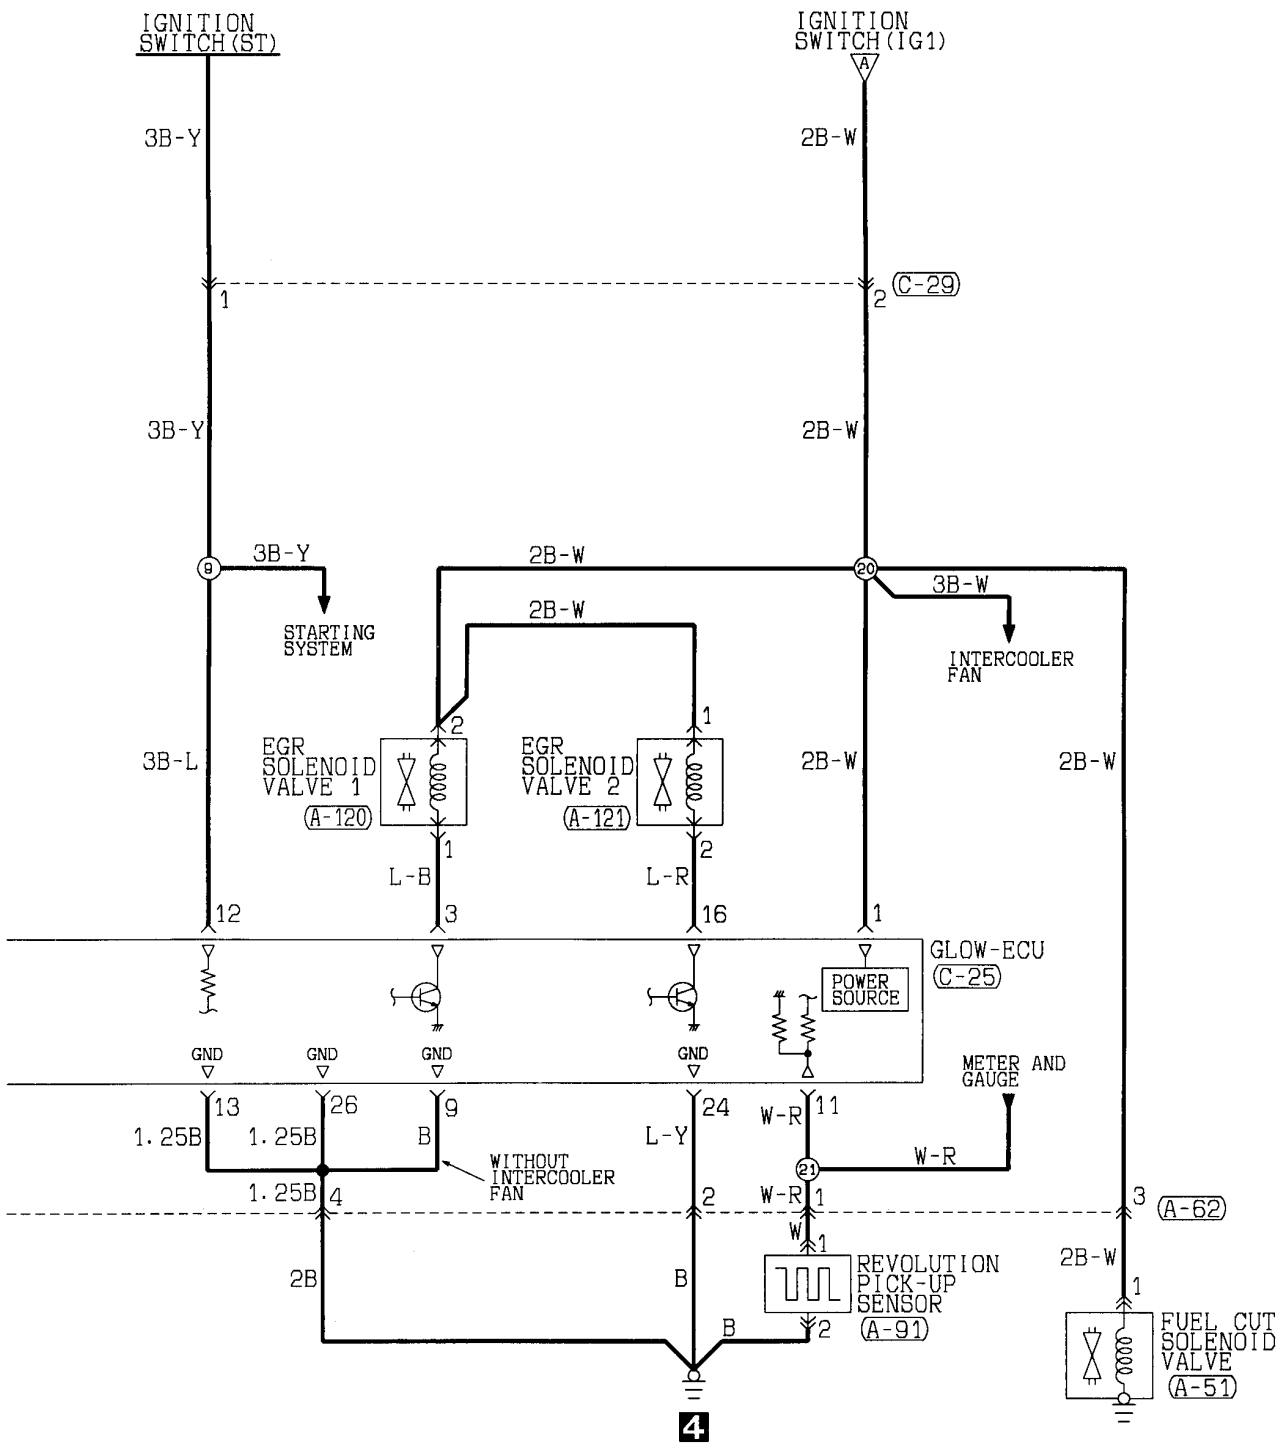 IGNITION
SWITCH(ST)
IGNITION
SWITCH(IG1)
A
3B-Y
2B-W
1
2
C-29
3B-Y
2B-W
9
3B-Y
2B-W
20
3B-W
2B-W
STARTING
SYSTEM
INTERCOOLER
FAN
2
1
EGR
SOLENOID
VALVE 1
A-120
EGR
SOLENOID
VALVE 2
A-121
3B-L
2B-W
2B-W
1
2
L-B
L-R
12
3
16
1
GLOW-ECU
C-25
POWER
SOURCE
GND
GND
GND
GND
METER AND
GAUGE
13
26
9
24
11
1.25B
1.25B
B
L-Y
W-R
WITHOUT
INTERCOOLER
FAN
21
W-R
1.25B
4
2
W-R
1
3
A-62
W
1
2B
B
REVOLUTION
PICK-UP
SENSOR
A-91
2B-W
1
B
2
FUEL CUT
SOLENOID
VALVE
A-51
4